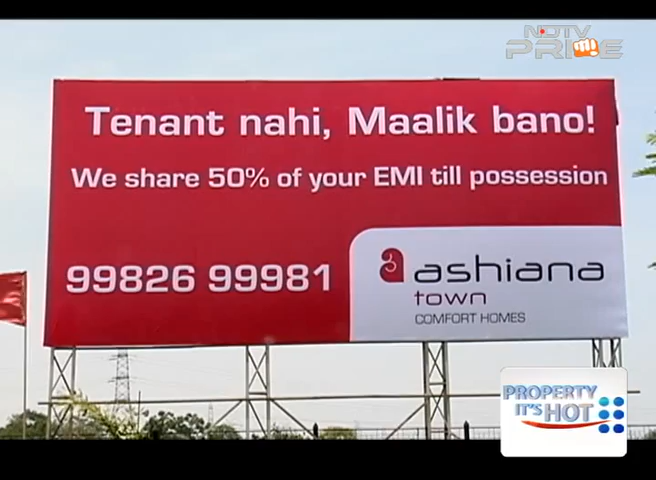 NDTV
PRIME
Tenant nahi, Maalik bano!
We share 50% of your EMI till possession
99826 99981
ashiana
town
COMFORT HOMES
PROPERTY
IT'S HOT